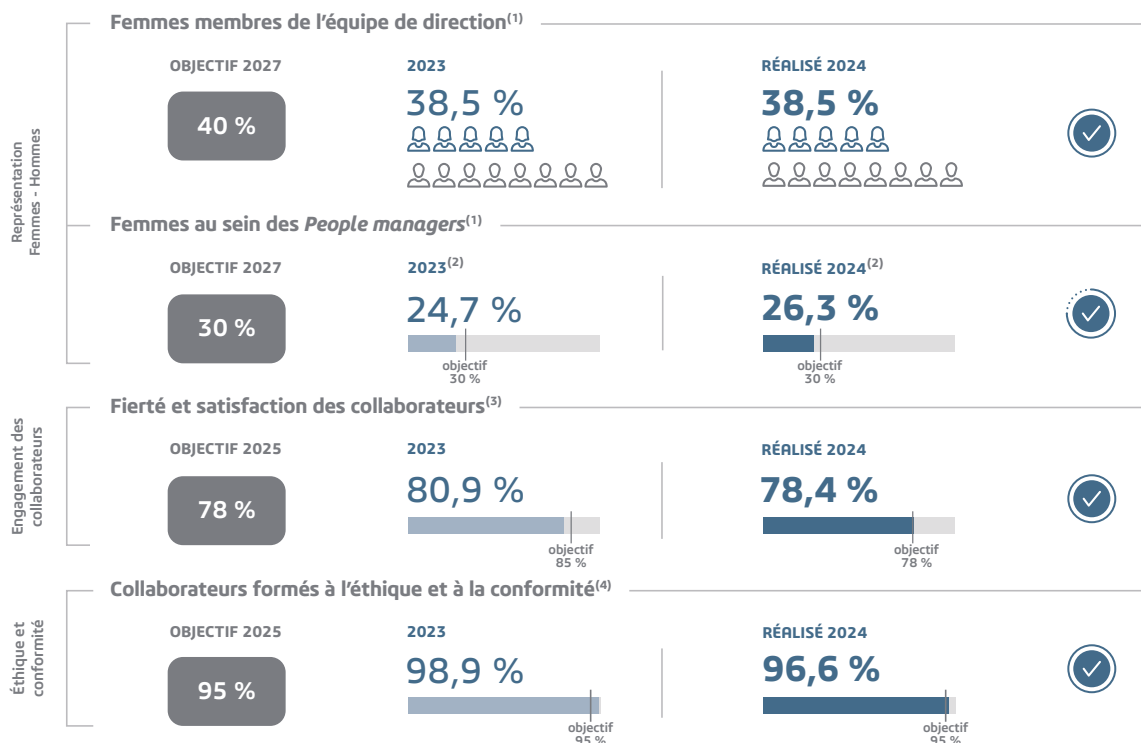 Représentation
Femmes - Hommes
Femmes membres de l'équipe de direction(1)
OBJECTIF 2027
40 %
2023
38,5 %
RÉALISÉ 2024
38,5 %
Femmes au sein des People managers(1)
OBJECTIF 2027
30 %
2023(2)
24,7 %
objectif
30 %
RÉALISÉ 2024(2)
26,3 %
objectif
30 %
Engagement des
collaborateurs
Fierté et satisfaction des collaborateurs(3)
OBJECTIF 2025
78 %
2023
80,9 %
objectif
85 %
RÉALISÉ 2024
78,4 %
objectif
78 %
Éthique et
conformité
Collaborateurs formés à l'éthique et à la conformité(4)
OBJECTIF 2025
95 %
2023
98,9 %
objectif
95 %
RÉALISÉ 2024
96,6 %
objectif
95 %